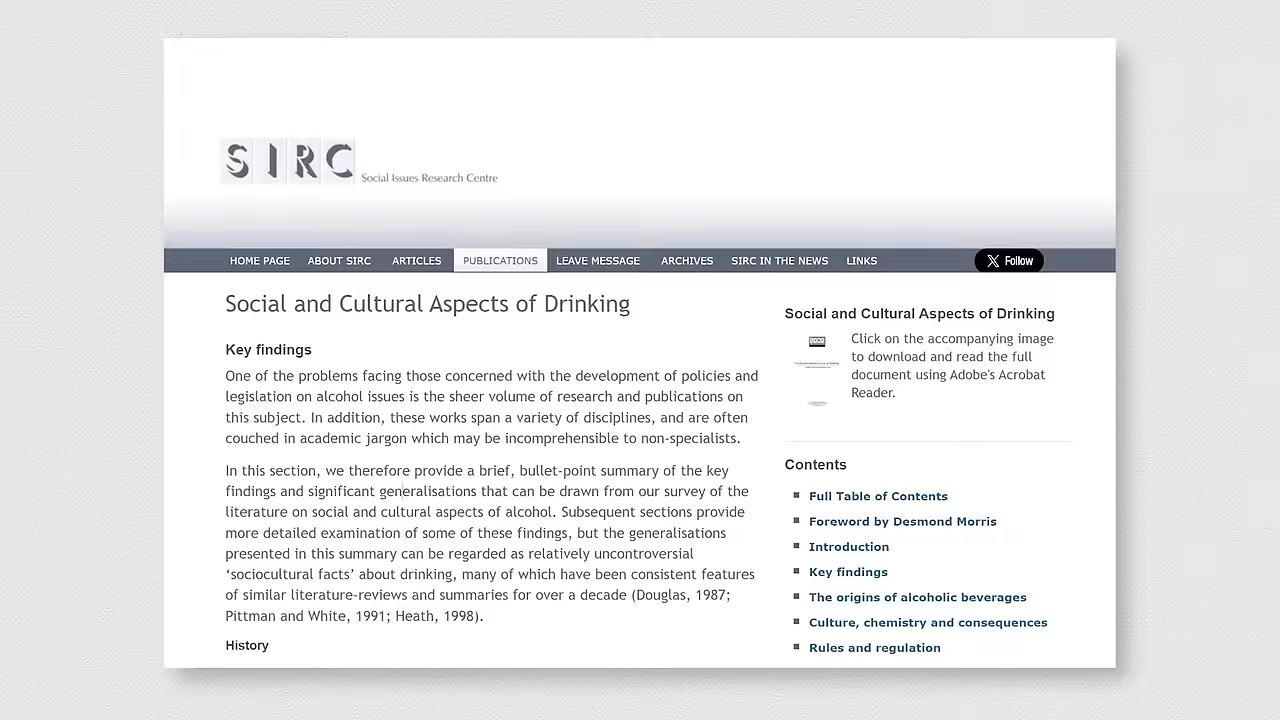 SIRC Social Issues Research Centre
HOME PAGE ABOUT SIRC ARTICLES PUBLICATIONS LEAVE MESSAGE ARCHIVES SIRC IN THE NEWS LINKS X Follow
Social and Cultural Aspects of Drinking
Key findings
One of the problems facing those concerned with the development of policies and
legislation on alcohol issues is the sheer volume of research and publications on
this subject. In addition, these works span a variety of disciplines, and are often
couched in academic jargon which may be incomprehensible to non-specialists.
In this section, we therefore provide a brief, bullet-point summary of the key
findings and significant generalisations that can be drawn from our survey of the
literature on social and cultural aspects of alcohol. Subsequent sections provide
more detailed examination of some of these findings, but the generalisations
presented in this summary can be regarded as relatively uncontroversial
‘sociocultural facts’ about drinking, many of which have been consistent features
of similar literature-reviews and summaries for over a decade (Douglas, 1987;
Pittman and White, 1991; Heath, 1998).
History
Social and Cultural Aspects of Drinking
Click on the accompanying image
to download and read the full
document using Adobe's Acrobat
Reader.
Contents
Full Table of Contents
Foreword by Desmond Morris
Introduction
Key findings
The origins of alcoholic beverages
Culture, chemistry and consequences
Rules and regulation